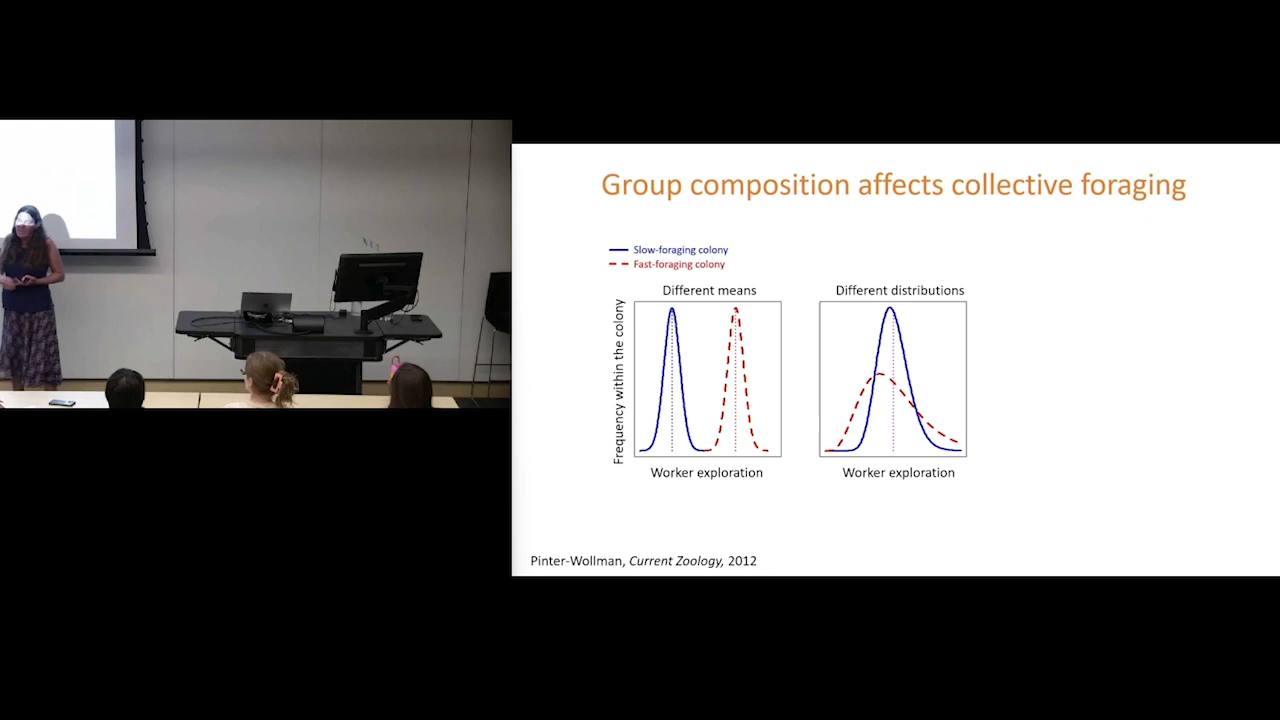 Group composition affects collective foraging
Slow-foraging colony
Fast-foraging colony
Different means
Different distributions
Frequency within the colony
Worker exploration
Worker exploration
Pinter-Wollman, Current Zoology, 2012